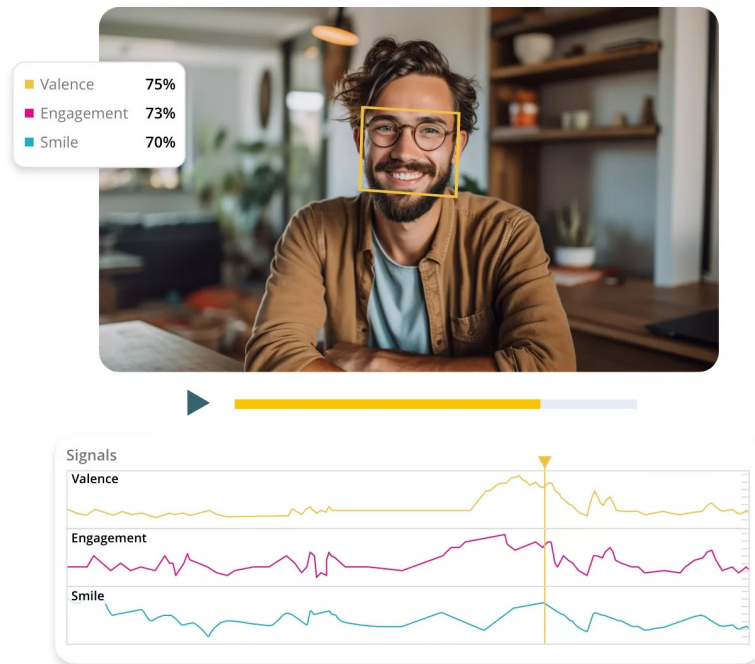 Valence 75%
Engagement 73%
Smile 70%
Signals
Valence
Engagement
Smile